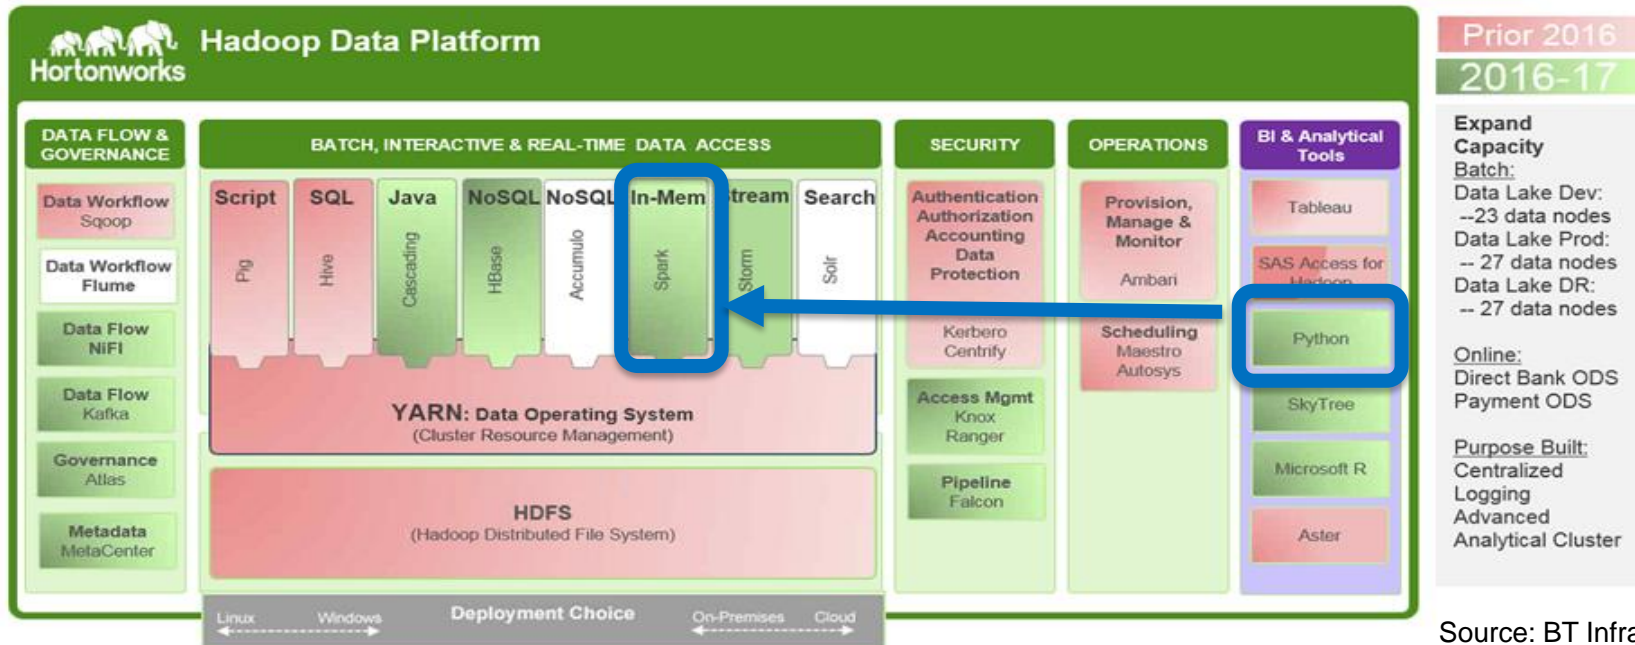 Hortonworks
Hadoop Data Platform
Prior 2016
2016-17
DATA FLOW &
GOVERNANCE
Data Workflow
Sqoop
Data Workflow
Flume
Data Flow
NiFI
Data Flow
Kafka
Governance
Atlas
Metadata
MetaCenter
BATCH, INTERACTIVE & REAL-TIME DATA ACCESS
Script
Pig
SQL
Hive
Java
Cascading
NoSQL
HBase
NoSQL
Accumulo
In-Mem
Spark
Stream
Storm
Search
Solr
YARN: Data Operating System
(Cluster Resource Management)
HDFS
(Hadoop Distributed File System)
Linux
Windows
Deployment Choice
On-Premises
Cloud
SECURITY
Authentication
Authorization
Accounting
Data
Protection
Kerbero
Centrify
Access Mgmt
Knox
Ranger
Pipeline
Falcon
OPERATIONS
Provision,
Manage &
Monitor
Ambari
Scheduling
Maestro
Autosys
BI & Analytical
Tools
Tableau
SAS Access for
Hadoop
Python
SkyTree
Microsoft R
Aster
Expand
Capacity
Batch:
Data Lake Dev:
--23 data nodes
Data Lake Prod:
-- 27 data nodes
Data Lake DR:
-- 27 data nodes
Online:
Direct Bank ODS
Payment ODS
Purpose Built:
Centralized
Logging
Advanced
Analytical Cluster
Source: BT Infra